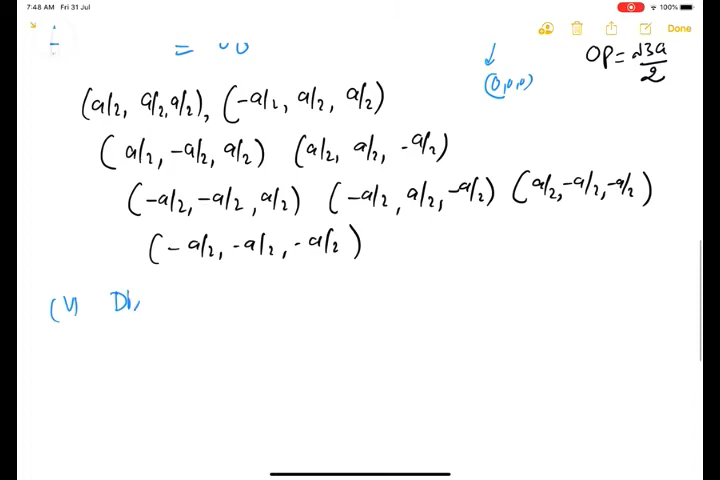 7:48 AM Fri 31 Jul
100%
Done
OP = √3a/2
(0,0,0)
(a/2, a/2, a/2), (-a/2, a/2, a/2)
(a/2, -a/2, a/2) (a/2, a/2, -a/2)
(-a/2, -a/2, a/2) (-a/2, a/2, -a/2) (a/2, -a/2, -a/2)
(-a/2, -a/2, -a/2)